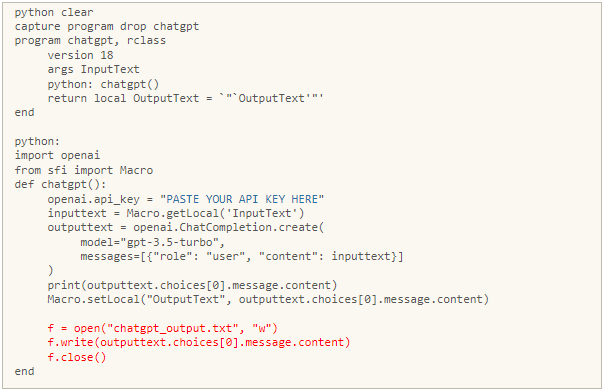 python clear
capture program drop chatgpt
program chatgpt, rclass
version 18
args InputText
python: chatgpt()
return local OutputText = `"`OutputText'"'
end
python:
import openai
from sfi import Macro
def chatgpt():
openai.api_key = "PASTE YOUR API KEY HERE"
inputtext = Macro.getLocal('InputText')
outputtext = openai.ChatCompletion.create(
model="gpt-3.5-turbo",
messages=[{"role": "user", "content": inputtext}]
)
print(outputtext.choices[0].message.content)
Macro.setLocal("OutputText", outputtext.choices[0].message.content)
f = open("chatgpt_output.txt", "w")
f.write(outputtext.choices[0].message.content)
f.close()
end